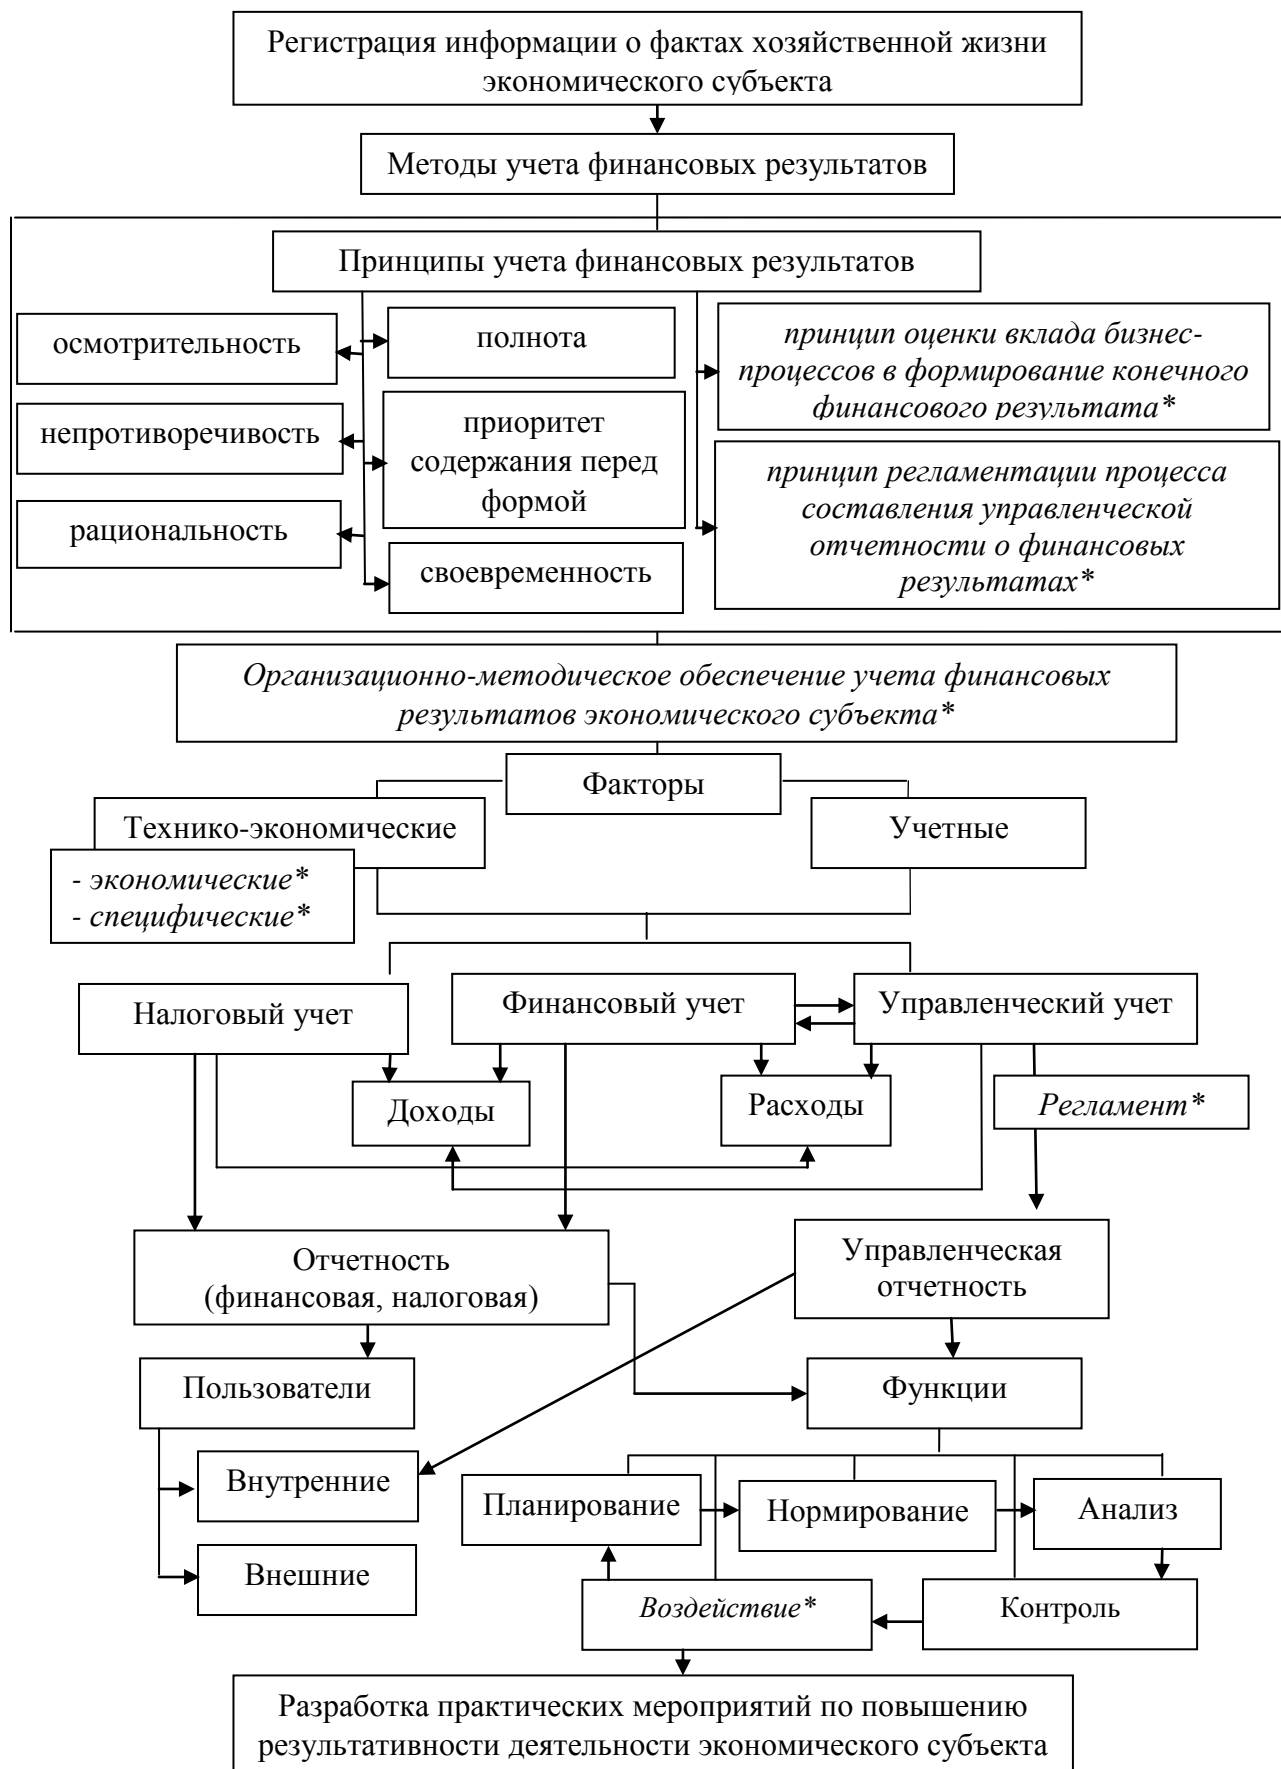 Регистрация информации о фактах хозяйственной жизни
экономического субъекта
Методы учета финансовых результатов
Принципы учета финансовых результатов
осмотрительность
полнота
принцип оценки вклада бизнес-
процессов в формирование конечного
финансового результата*
непротиворечивость
приоритет
содержания перед
формой
принцип регламентации процесса
составления управленческой
отчетности о финансовых
результатах*
рациональность
своевременность
Организационно-методическое обеспечение учета финансовых
результатов экономического субъекта*
Факторы
Технико-экономические
Учетные
- экономические*
- специфические*
Налоговый учет
Финансовый учет
Управленческий учет
Доходы
Расходы
Регламент*
Отчетность
(финансовая, налоговая)
Управленческая
отчетность
Пользователи
Функции
Внутренние
Планирование
Нормирование
Анализ
Внешние
Воздействие*
Контроль
Разработка практических мероприятий по повышению
результативности деятельности экономического субъекта